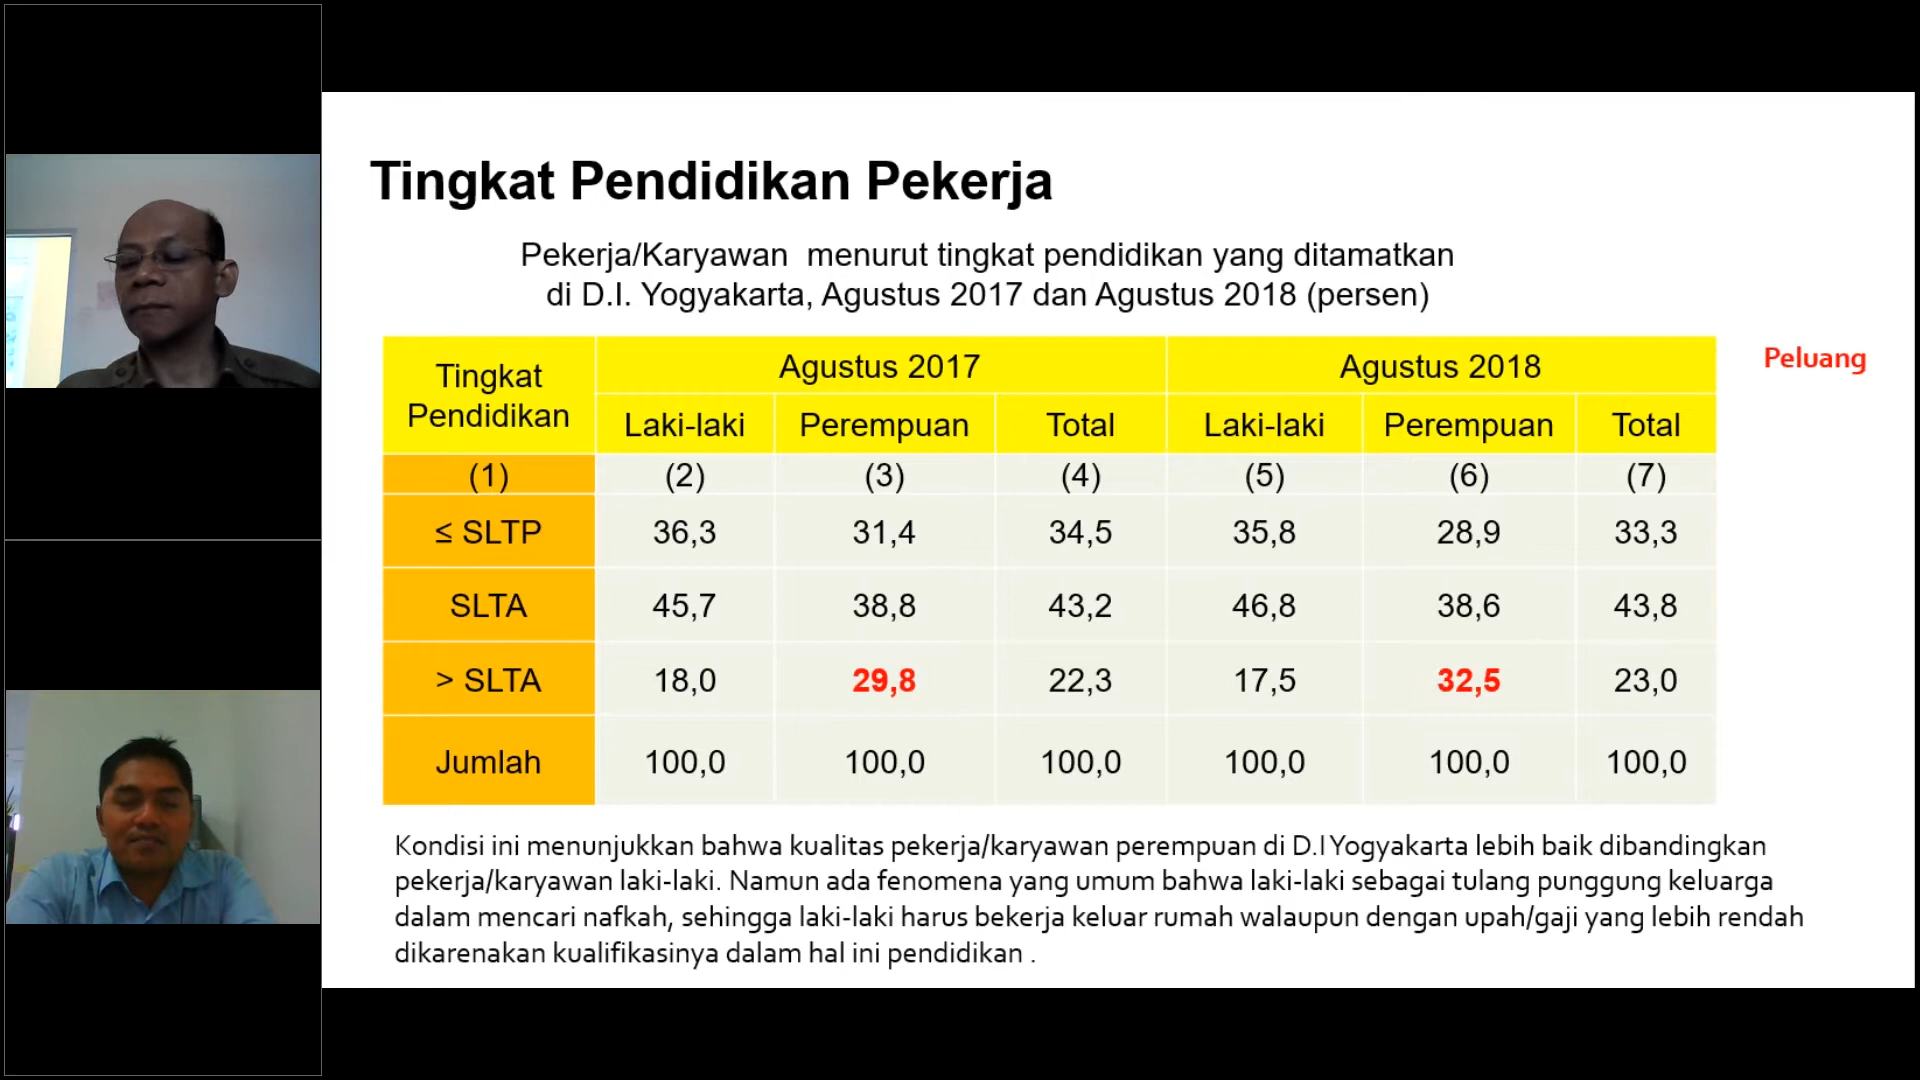 Tingkat Pendidikan Pekerja
Pekerja/Karyawan menurut tingkat pendidikan yang ditamatkan
di D.I. Yogyakarta, Agustus 2017 dan Agustus 2018 (persen)
Peluang
Tingkat Pendidikan Agustus 2017 Agustus 2018
Laki-laki Perempuan Total Laki-laki Perempuan Total
(1) (2) (3) (4) (5) (6) (7)
≤ SLTP 36,3 31,4 34,5 35,8 28,9 33,3
SLTA 45,7 38,8 43,2 46,8 38,6 43,8
> SLTA 18,0 29,8 22,3 17,5 32,5 23,0
Jumlah 100,0 100,0 100,0 100,0 100,0 100,0
Kondisi ini menunjukkan bahwa kualitas pekerja/karyawan perempuan di D.I Yogyakarta lebih baik dibandingkan
pekerja/karyawan laki-laki. Namun ada fenomena yang umum bahwa laki-laki sebagai tulang punggung keluarga
dalam mencari nafkah, sehingga laki-laki harus bekerja keluar rumah walaupun dengan upah/gaji yang lebih rendah
dikarenakan kualifikasinya dalam hal ini pendidikan .